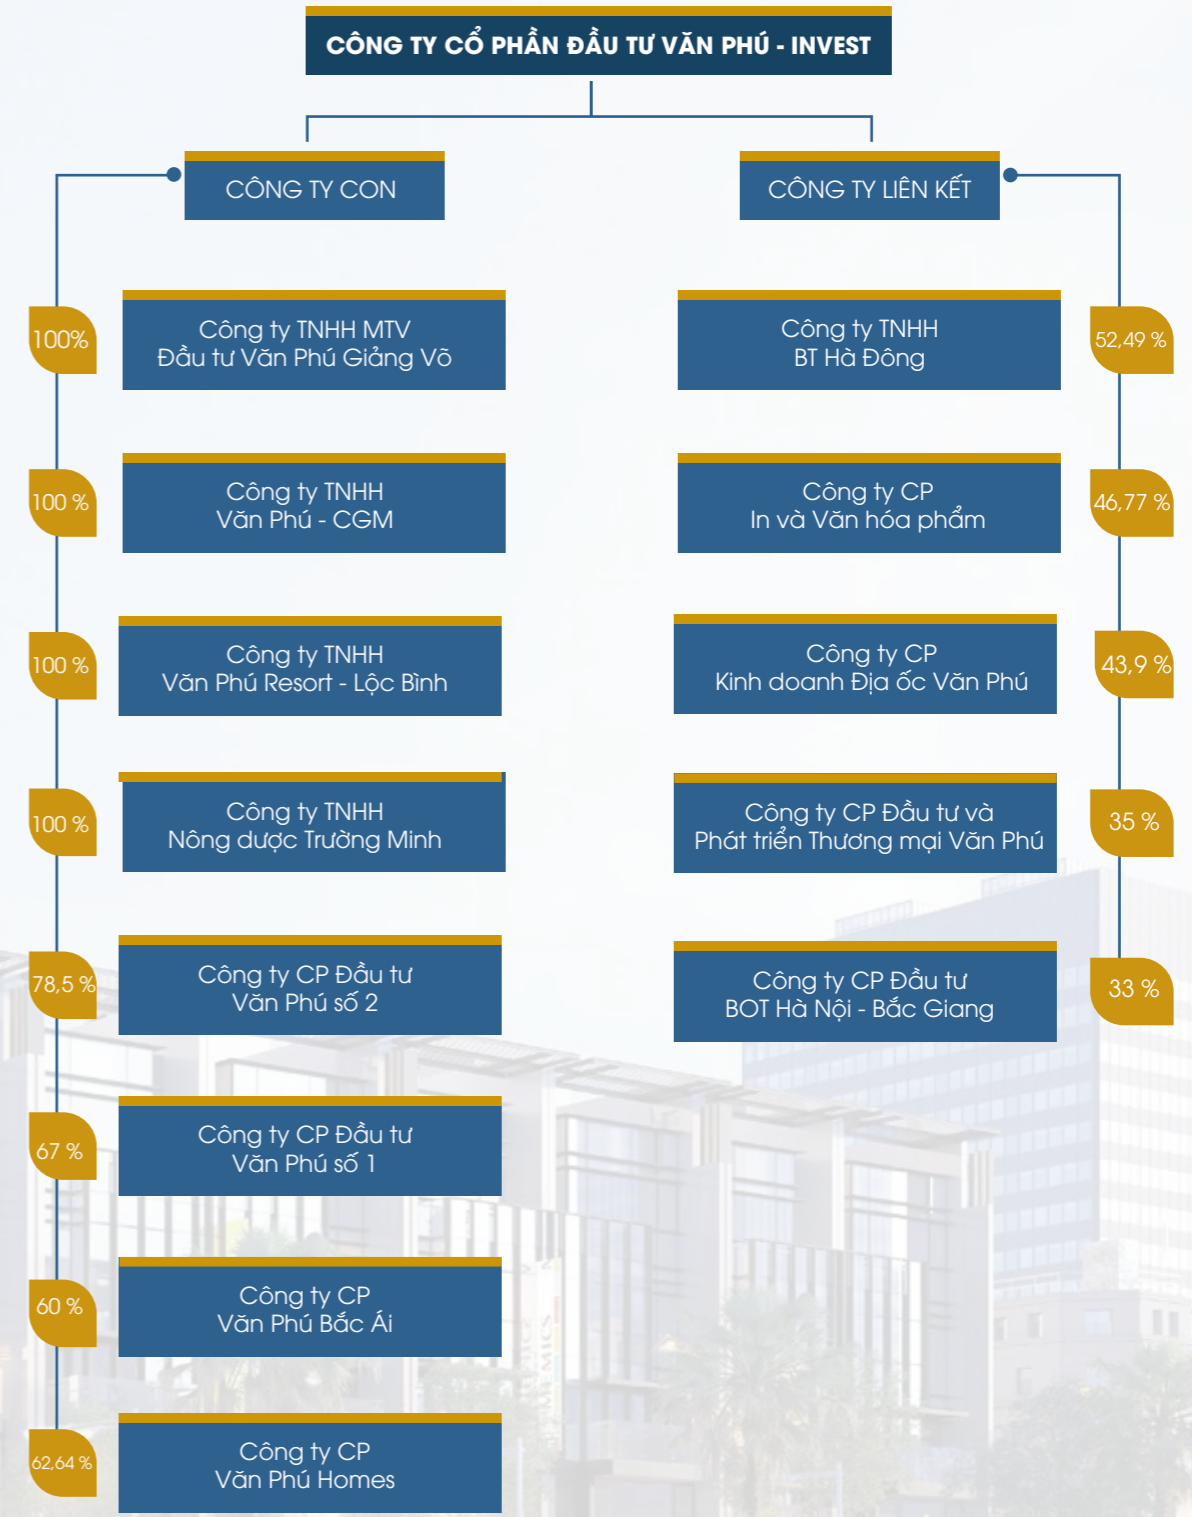 CÔNG TY CỔ PHẦN ĐẦU TƯ VĂN PHÚ - INVEST
CÔNG TY CON
100%
Công ty TNHH MTV
Đầu tư Văn Phú Giảng Võ
100 %
Công ty TNHH
Văn Phú - CGM
100 %
Công ty TNHH
Văn Phú Resort - Lộc Bình
100 %
Công ty TNHH
Nông dược Trường Minh
78,5 %
Công ty CP Đầu tư
Văn Phú số 2
67 %
Công ty CP Đầu tư
Văn Phú số 1
60 %
Công ty CP
Văn Phú Bắc Ái
62,64 %
Công ty CP
Văn Phú Homes
CÔNG TY LIÊN KẾT
Công ty TNHH
BT Hà Đông
52,49 %
Công ty CP
In và Văn hóa phẩm
46,77 %
Công ty CP
Kinh doanh Địa ốc Văn Phú
43,9 %
Công ty CP Đầu tư và
Phát triển Thương mại Văn Phú
35 %
Công ty CP Đầu tư
BOT Hà Nội - Bắc Giang
33 %